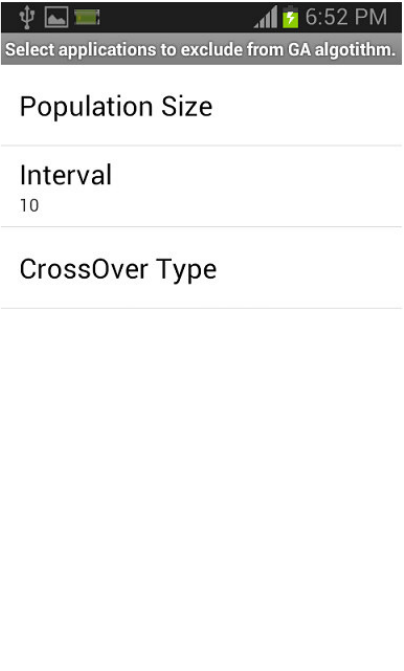 6:52 PM
Select applications to exclude from GA algotithm.
Population Size
Interval
10
CrossOver Type